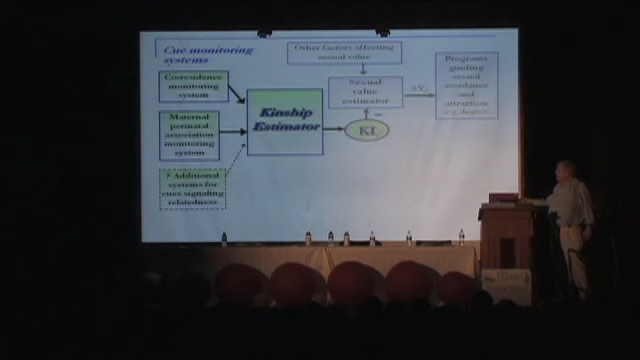 Cue monitoring
systems
Coresidence
monitoring
system
Maternal
perinatal
association
monitoring
system
? Additional
systems for
cues signaling
relatedness
Kinship
Estimator
KI
Other factors affecting
sexual value
Sexual
value
estimator
Programs
guiding
sexual
avoidance
and
attraction